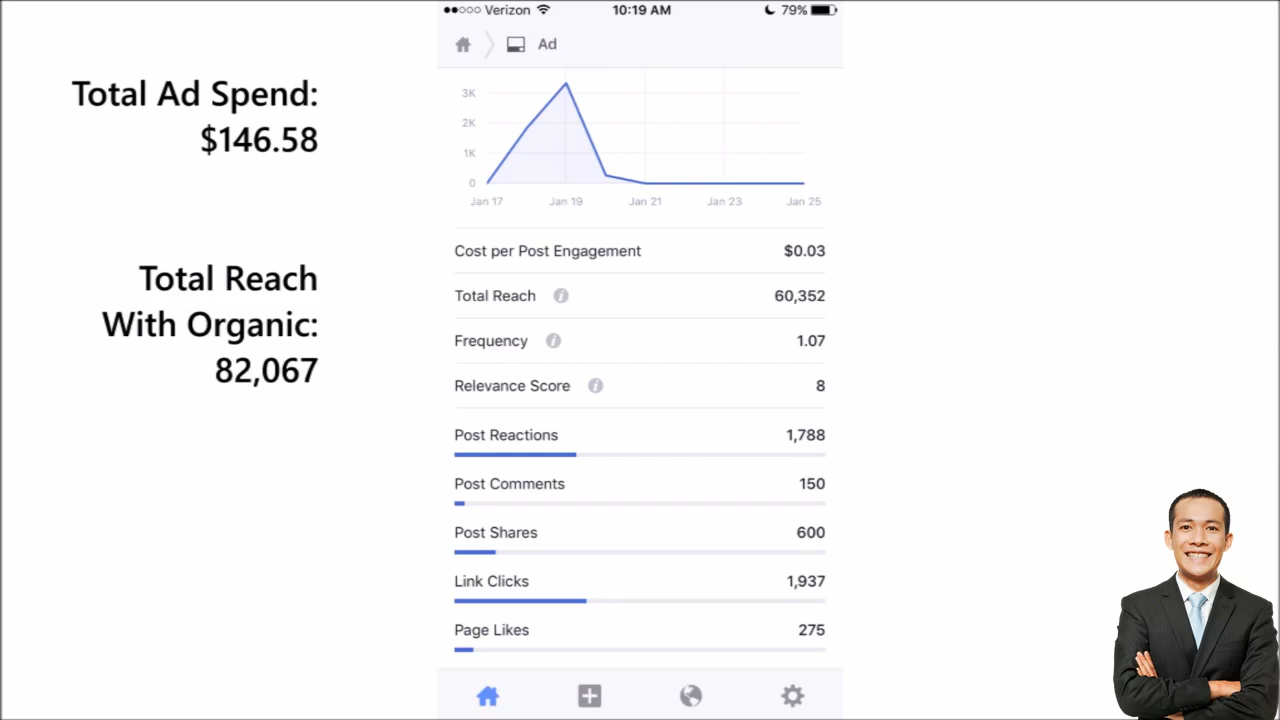 Verizon 10:19 AM 79%
Ad
Total Ad Spend:
$146.58
Total Reach
With Organic:
82,067
3K
2K
1K
0
Jan 17 Jan 19 Jan 21 Jan 23 Jan 25
Cost per Post Engagement $0.03
Total Reach 60,352
Frequency 1.07
Relevance Score 8
Post Reactions 1,788
Post Comments 150
Post Shares 600
Link Clicks 1,937
Page Likes 275